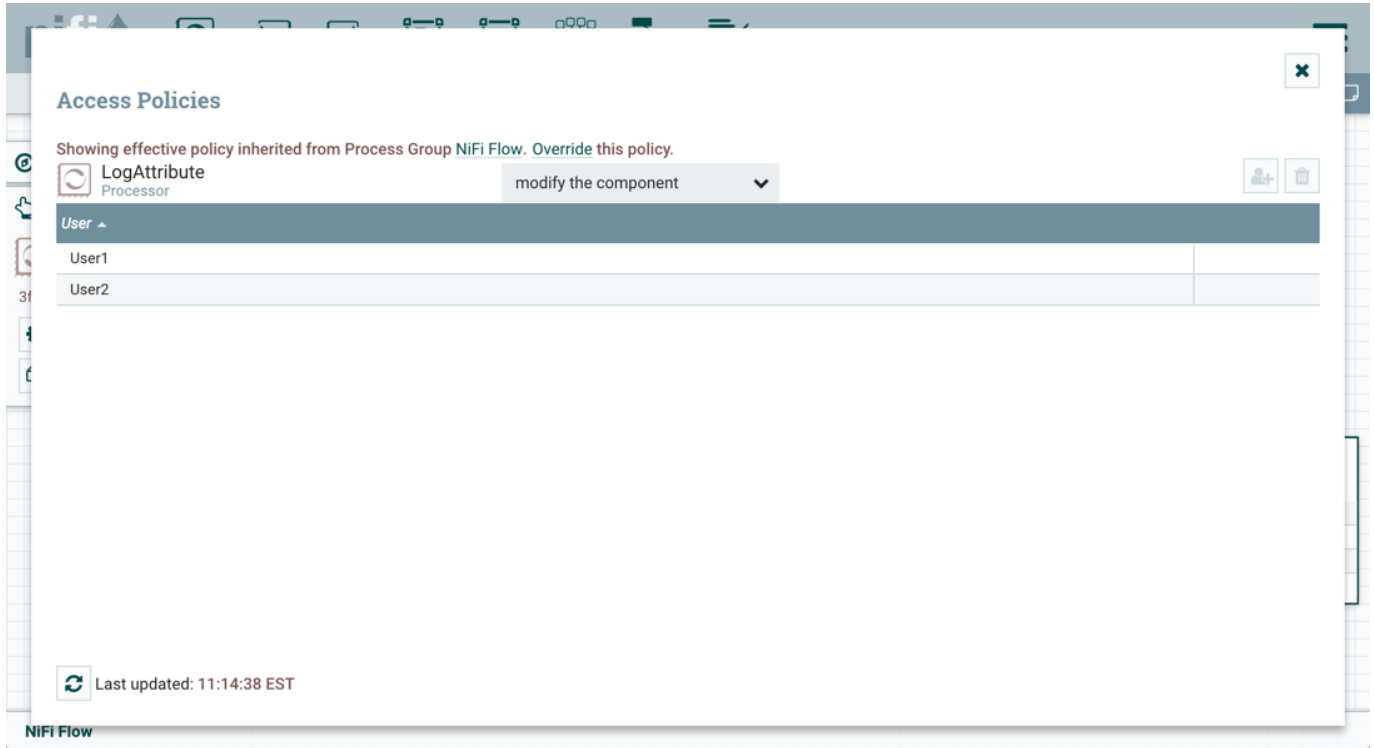 Access Policies
Showing effective policy inherited from Process Group NiFi Flow. Override this policy.
LogAttribute
Processor
modify the component
User
User1
User2
Last updated: 11:14:38 EST
NiFi Flow